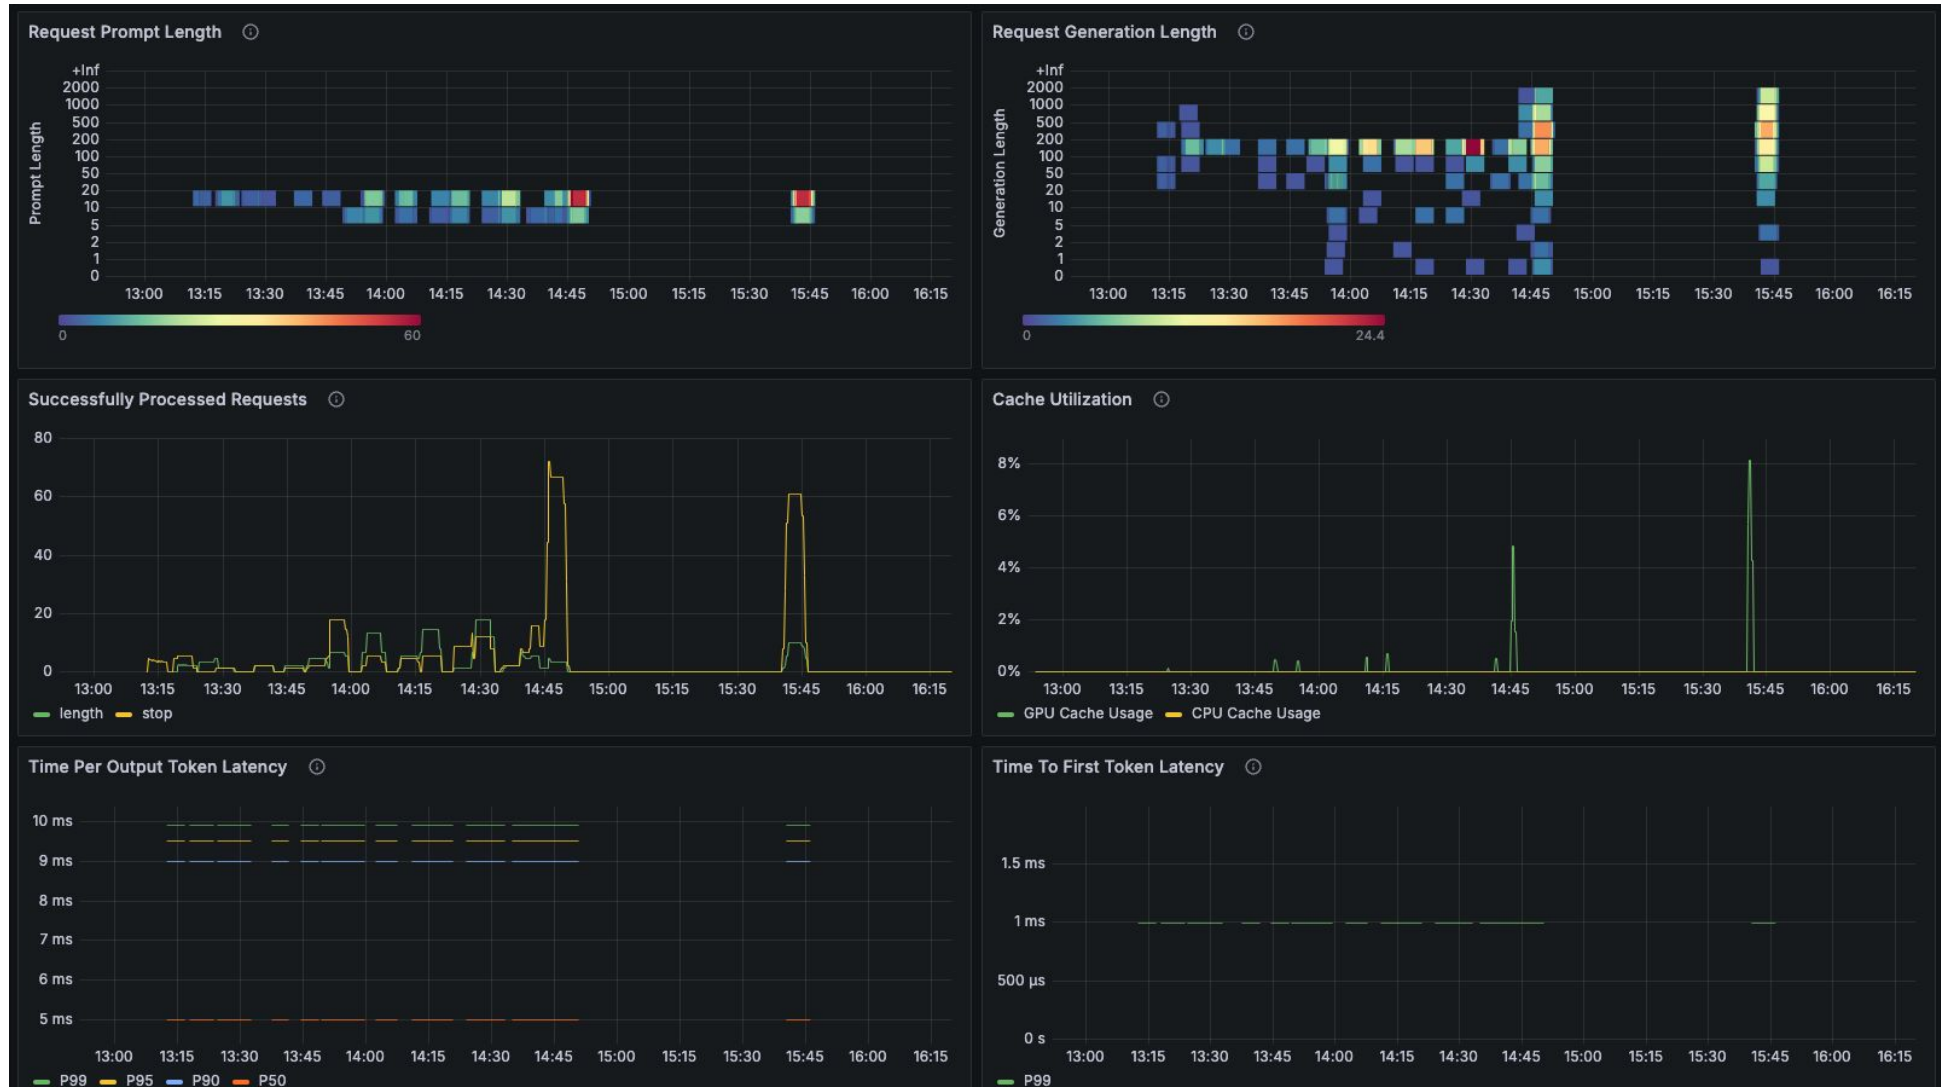 Request Prompt Length
Prompt Length
+Inf
2000
1000
500
200
100
50
20
10
5
2
1
0
13:00 13:15 13:30 13:45 14:00 14:15 14:30 14:45 15:00 15:15 15:30 15:45 16:00 16:15
0 60
Request Generation Length
Generation Length
+Inf
2000
1000
500
200
100
50
20
10
5
2
1
0
13:00 13:15 13:30 13:45 14:00 14:15 14:30 14:45 15:00 15:15 15:30 15:45 16:00 16:15
0 24.4
Successfully Processed Requests
80
60
40
20
0
13:00 13:15 13:30 13:45 14:00 14:15 14:30 14:45 15:00 15:15 15:30 15:45 16:00 16:15
length stop
Cache Utilization
8%
6%
4%
2%
0%
13:00 13:15 13:30 13:45 14:00 14:15 14:30 14:45 15:00 15:15 15:30 15:45 16:00 16:15
GPU Cache Usage CPU Cache Usage
Time Per Output Token Latency
10 ms
9 ms
8 ms
7 ms
6 ms
5 ms
13:00 13:15 13:30 13:45 14:00 14:15 14:30 14:45 15:00 15:15 15:30 15:45 16:00 16:15
P99 P95 P90 P50
Time To First Token Latency
1.5 ms
1 ms
500 µs
0 s
13:00 13:15 13:30 13:45 14:00 14:15 14:30 14:45 15:00 15:15 15:30 15:45 16:00 16:15
P99